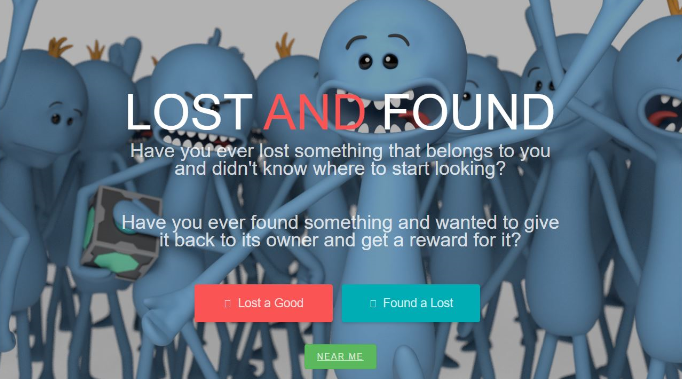 LOST AND FOUND
Have you ever lost something that belongs to you
and didn't know where to start looking?
Have you ever found something and wanted to give
it back to its owner and get a reward for it?
Lost a Good
Found a Lost
NEAR ME